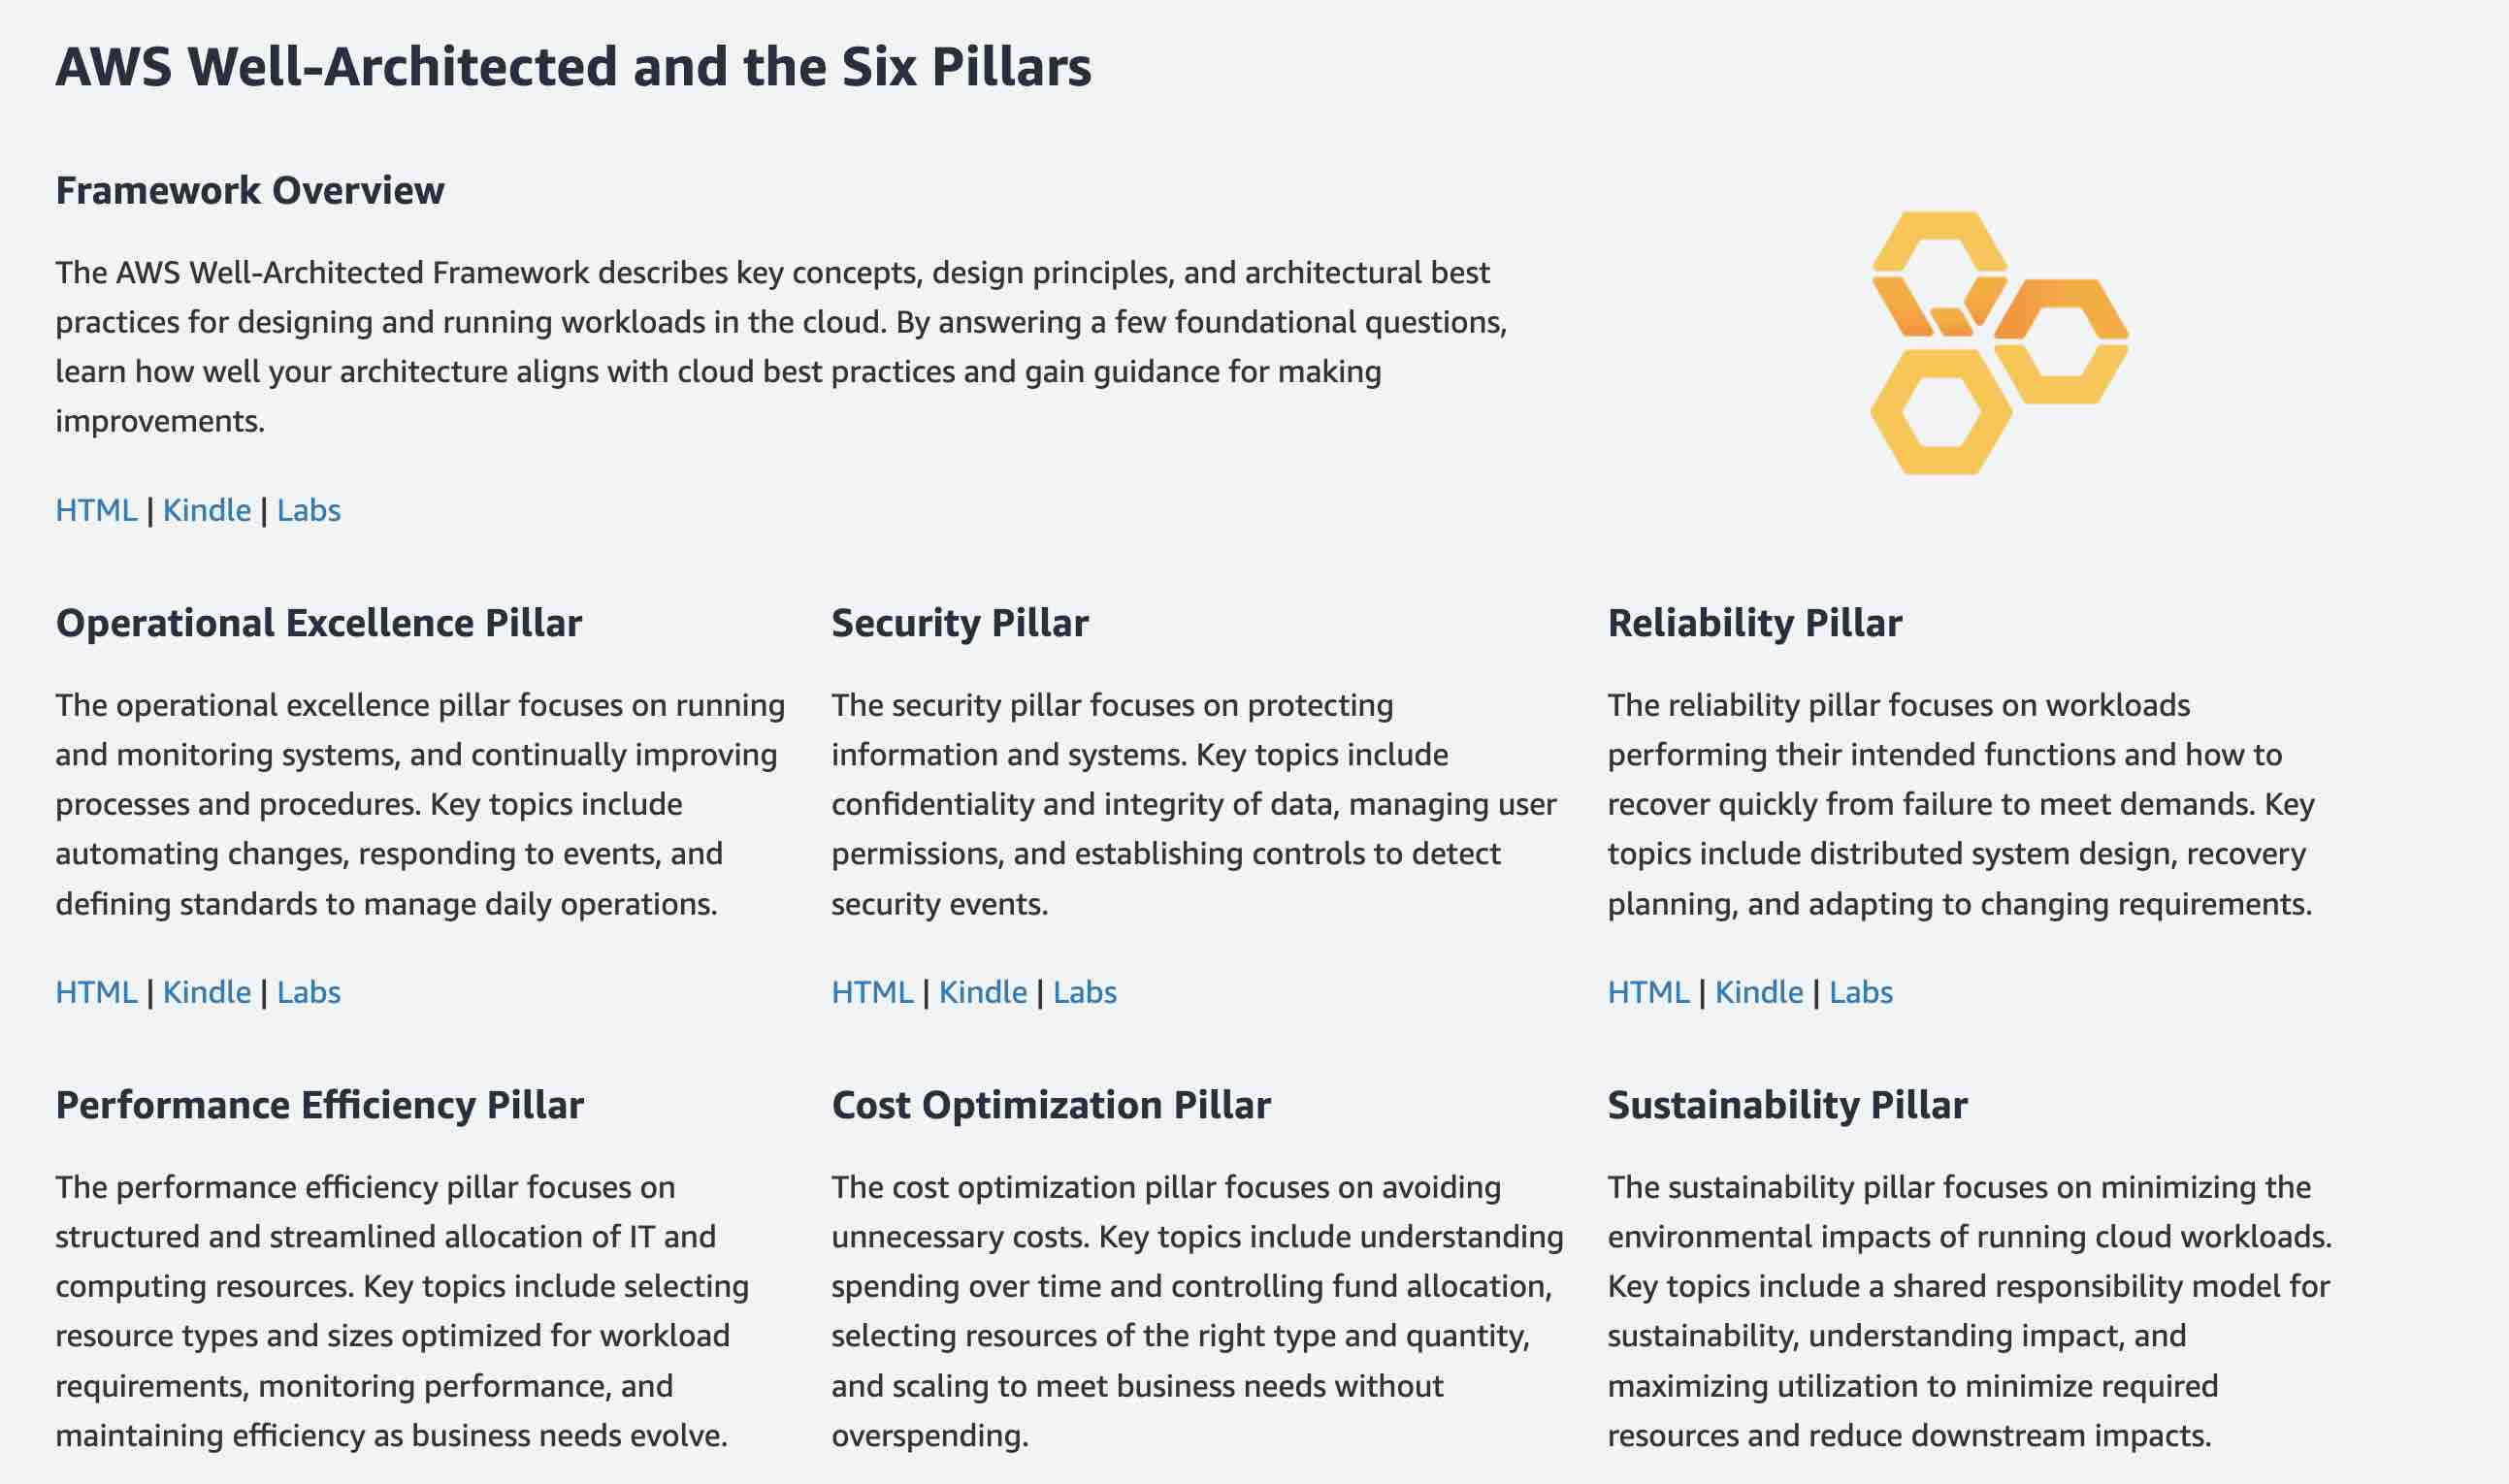 AWS Well-Architected and the Six Pillars
Framework Overview
The AWS Well-Architected Framework describes key concepts, design principles, and architectural best
practices for designing and running workloads in the cloud. By answering a few foundational questions,
learn how well your architecture aligns with cloud best practices and gain guidance for making
improvements.
HTML | Kindle | Labs
Operational Excellence Pillar
The operational excellence pillar focuses on running
and monitoring systems, and continually improving
processes and procedures. Key topics include
automating changes, responding to events, and
defining standards to manage daily operations.
HTML | Kindle | Labs
Security Pillar
The security pillar focuses on protecting
information and systems. Key topics include
confidentiality and integrity of data, managing user
permissions, and establishing controls to detect
security events.
HTML | Kindle | Labs
Reliability Pillar
The reliability pillar focuses on workloads
performing their intended functions and how to
recover quickly from failure to meet demands. Key
topics include distributed system design, recovery
planning, and adapting to changing requirements.
HTML | Kindle | Labs
Performance Efficiency Pillar
The performance efficiency pillar focuses on
structured and streamlined allocation of IT and
computing resources. Key topics include selecting
resource types and sizes optimized for workload
requirements, monitoring performance, and
maintaining efficiency as business needs evolve.
Cost Optimization Pillar
The cost optimization pillar focuses on avoiding
unnecessary costs. Key topics include understanding
spending over time and controlling fund allocation,
selecting resources of the right type and quantity,
and scaling to meet business needs without
overspending.
Sustainability Pillar
The sustainability pillar focuses on minimizing the
environmental impacts of running cloud workloads.
Key topics include a shared responsibility model for
sustainability, understanding impact, and
maximizing utilization to minimize required
resources and reduce downstream impacts.